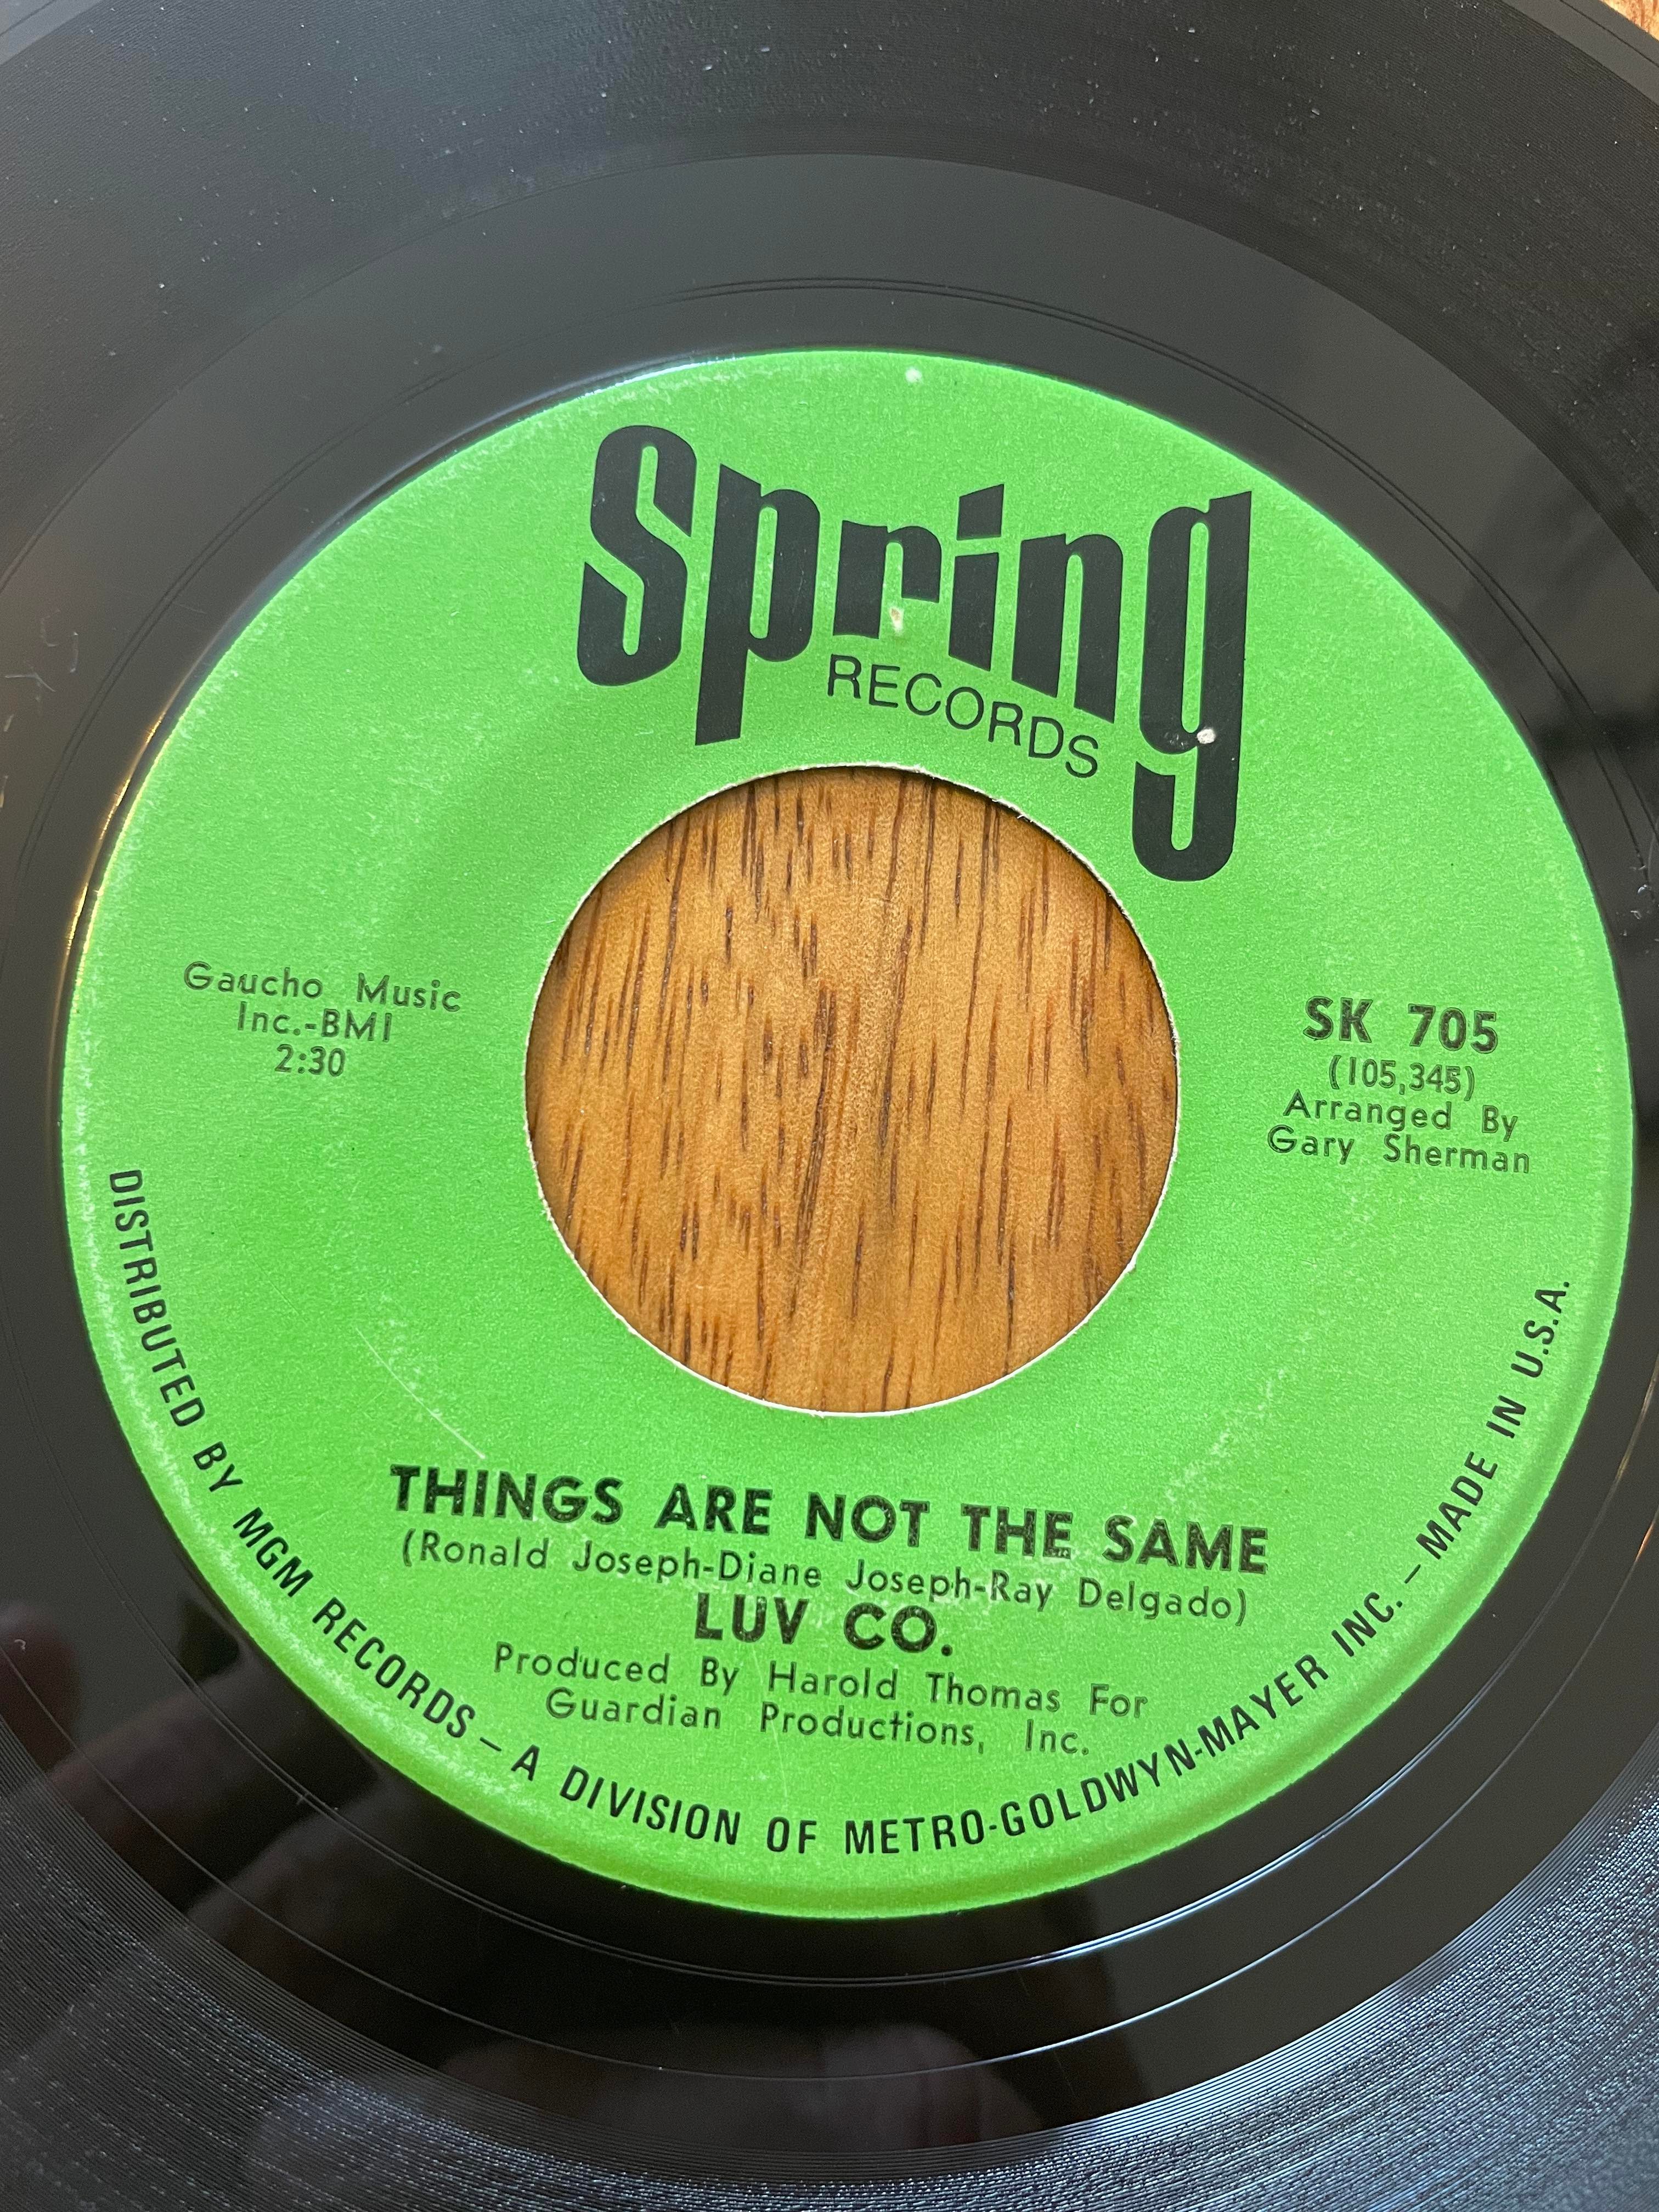 Spring
RECORDS
Gaucho Music
Inc.-BMI
2:30
SK 705
(105,345)
Arranged By
Gary Sherman
THINGS ARE NOT THE SAME
(Ronald Joseph-Diane Joseph-Ray Delgado)
LUV CO.
Produced By Harold Thomas For
Guardian Productions, Inc.
DISTRIBUTED BY MGM RECORDS – A DIVISION OF METRO-GOLDWYN-MAYER INC. – MADE IN U.S.A.